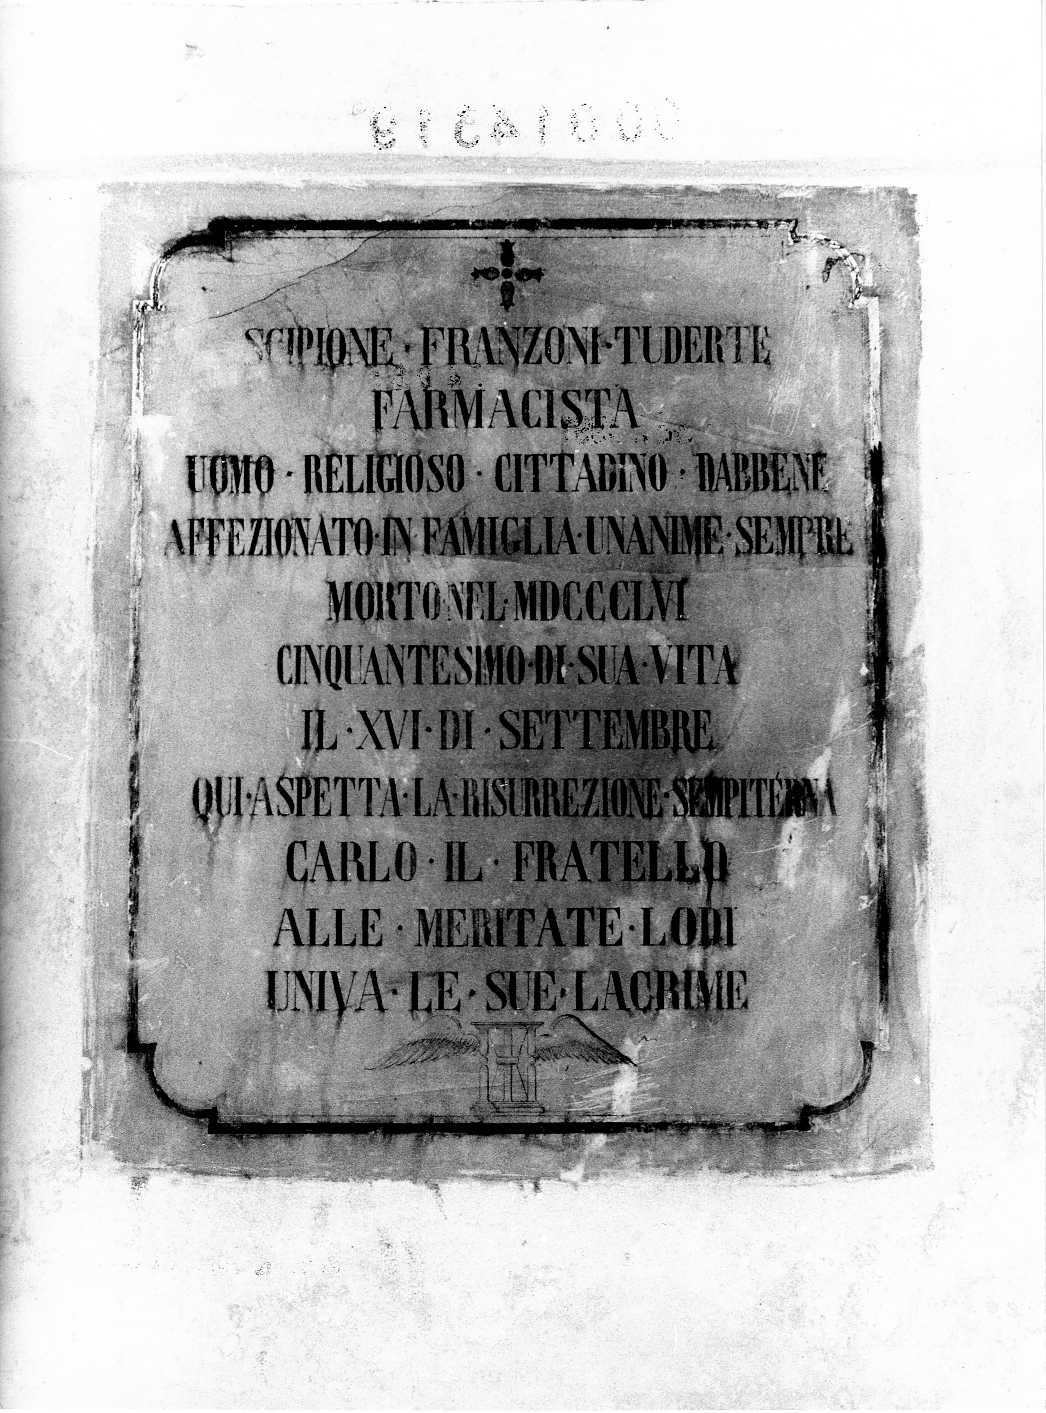 SCIPIONE · FRANZONI · TUDERTE
FARMACISTA
UOMO · RELIGIOSO · CITTADINO · DABBENE
AFFEZIONATO · IN · FAMIGLIA · UNANIME · SEMPRE
MORTO · NEL · MDCCCLVI
CINQUANTESIMO · DI · SUA · VITA
IL · XVI · DI · SETTEMBRE
QUI · ASPETTA · LA · RISURREZIONE · SEMPITERNA
CARLO · IL · FRATELLO
ALLE · MERITATE · LODI
UNIVA · LE · SUE · LACRIME